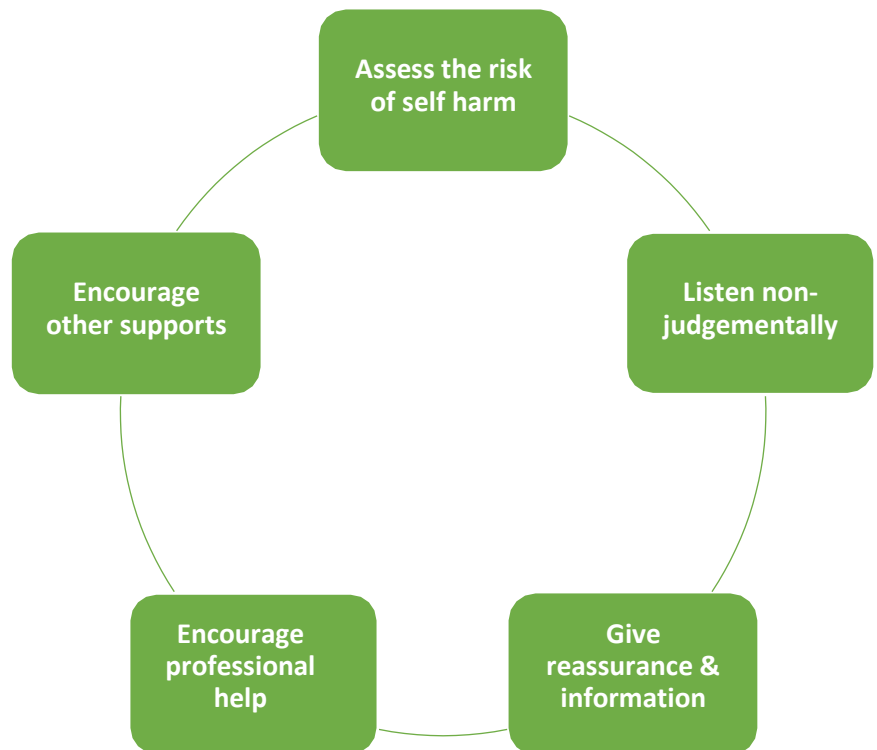 Assess the risk
of self harm
Listen non-
judgementally
Give
reassurance &
information
Encourage
professional
help
Encourage
other supports